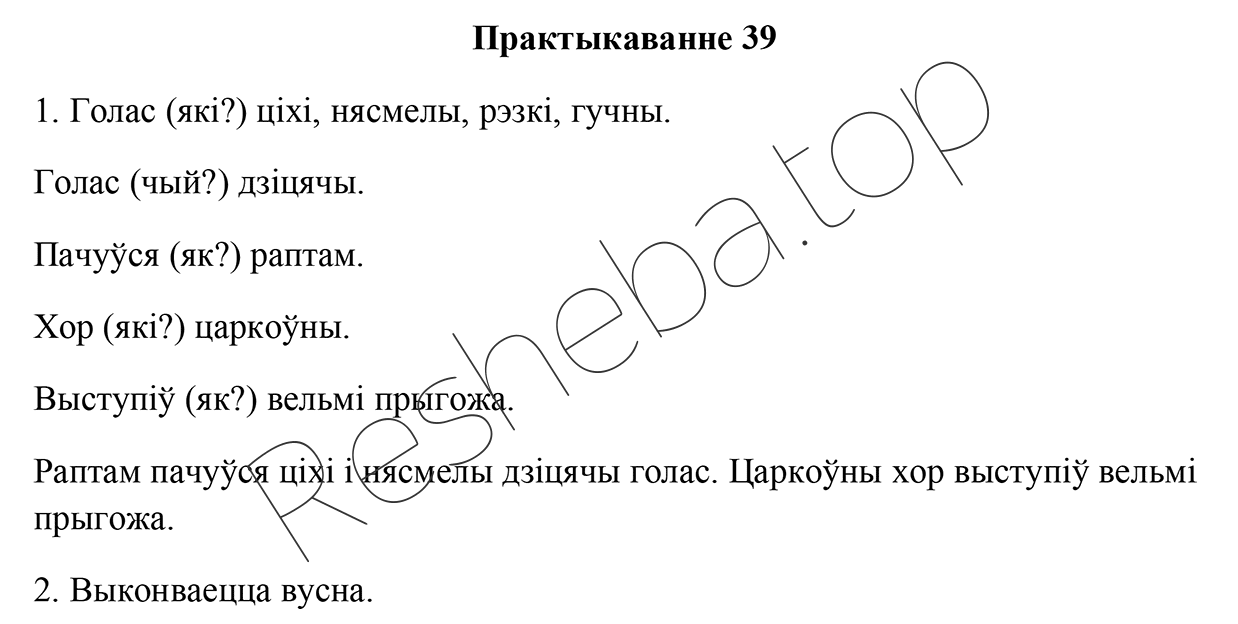 Практыкаванне 39
1. Голас (які?) ціхі, нясмелы, рэзкі, гучны.
Голас (чый?) дзіцячы.
Пачуўся (як?) раптам.
Хор (які?) царкоўны.
Выступіў (як?) вельмі прыгожа.
Раптам пачуўся ціхі і нясмелы дзіцячы голас. Царкоўны хор выступіў вельмі
прыгожа.
2. Выконваецца вусна.
Resheba.top